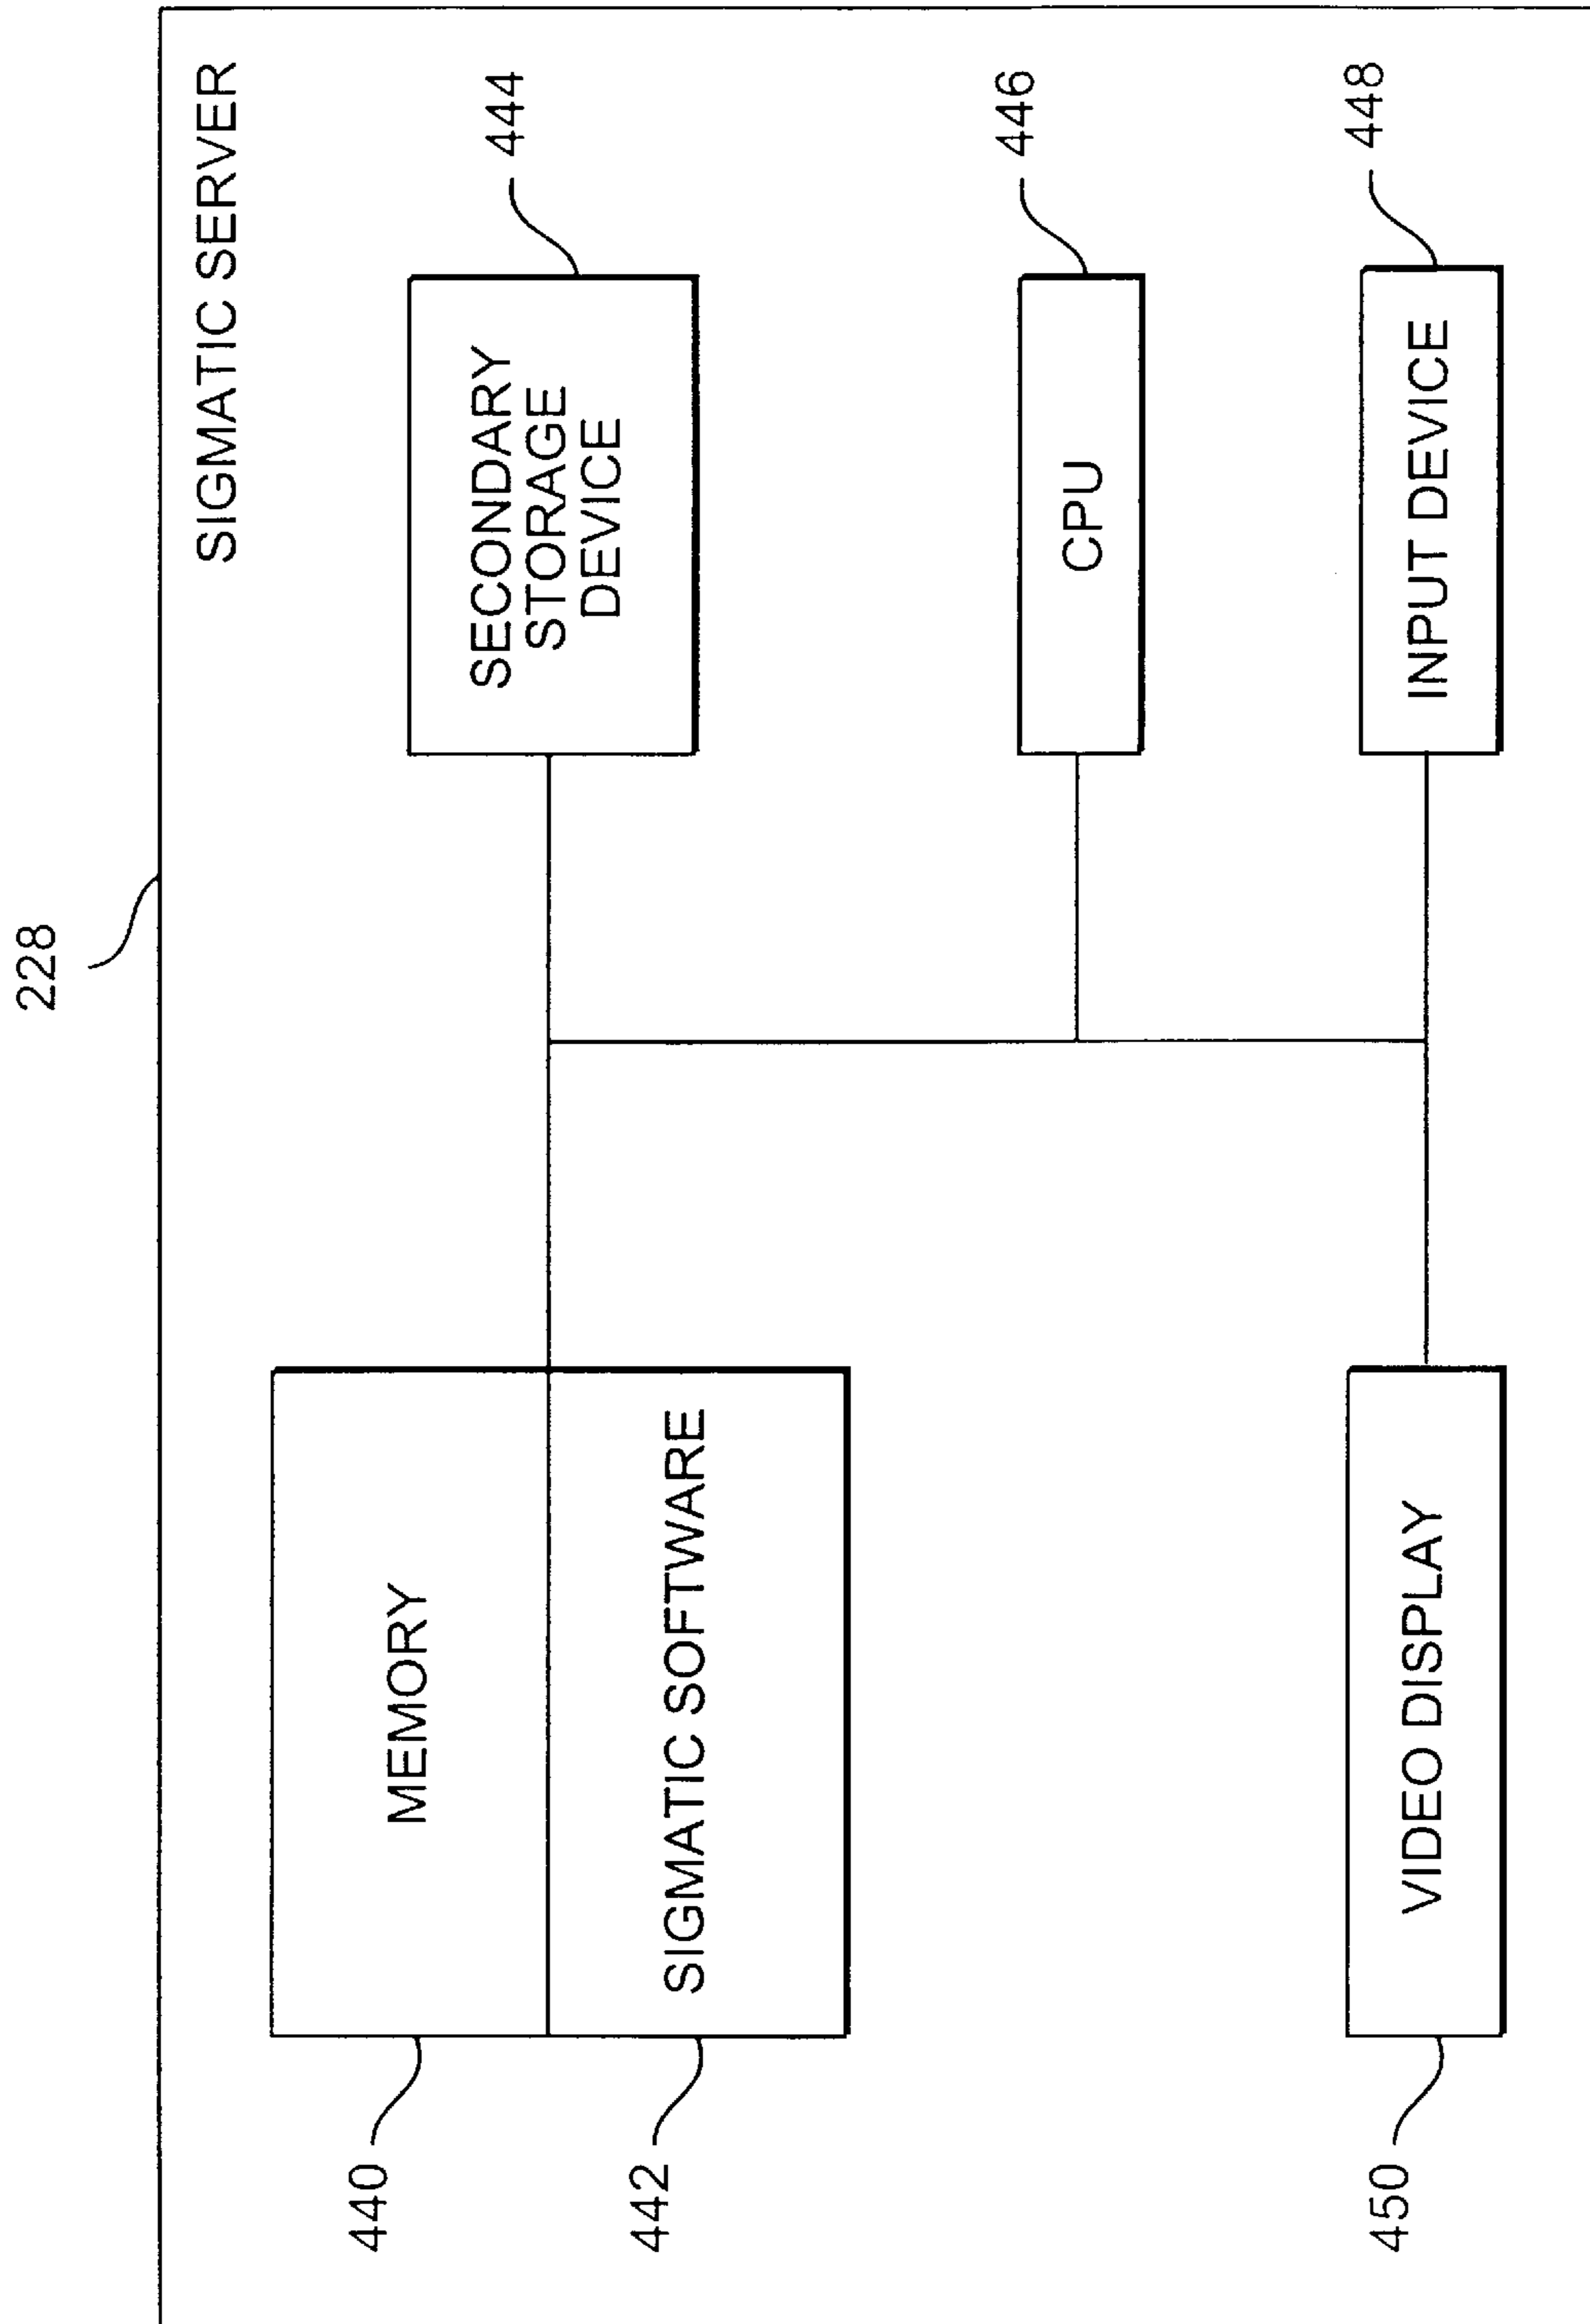 228
SIGMATIC SERVER
440
MEMORY
442
SIGMATIC SOFTWARE
SECONDARY
STORAGE
DEVICE
444
CPU
446
450
VIDEO DISPLAY
INPUT DEVICE
448